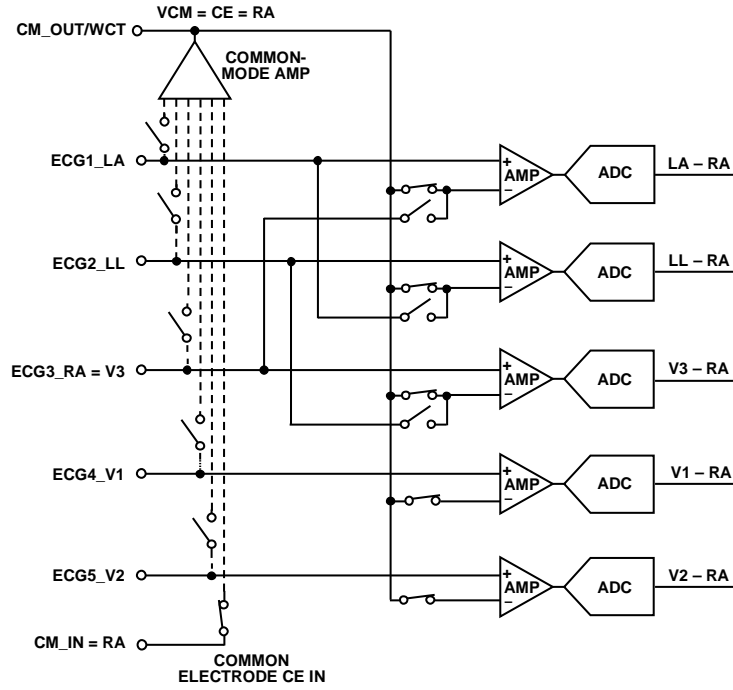 VCM = CE = RA
CM_OUT/WCT
COMMON-
MODE AMP
ECG1_LA
+
AMP
–
ADC
LA – RA
ECG2_LL
+
AMP
–
ADC
LL – RA
ECG3_RA = V3
+
AMP
–
ADC
V3 – RA
ECG4_V1
+
AMP
–
ADC
V1 – RA
ECG5_V2
+
AMP
–
ADC
V2 – RA
CM_IN = RA
COMMON
ELECTRODE CE IN